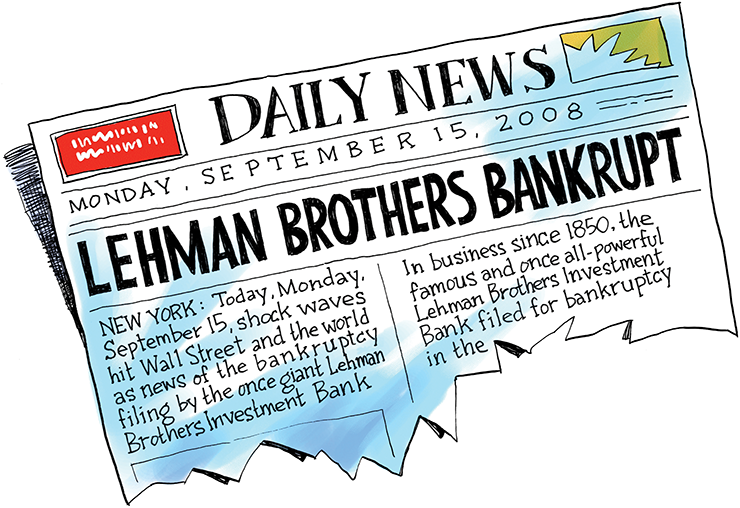 DAILY NEWS
MONDAY, SEPTEMBER 15, 2008
LEHMAN BROTHERS BANKRUPT
NEW YORK: Today, Monday,
September 15, shock waves
hit Wall Street and the world
as news of the bankruptcy
filing by the once giant Lehman
Brothers Investment Bank
In business since 1850, the
famous and once all-powerful
Lehman Brothers Investment
Bank filed for bankruptcy
in the